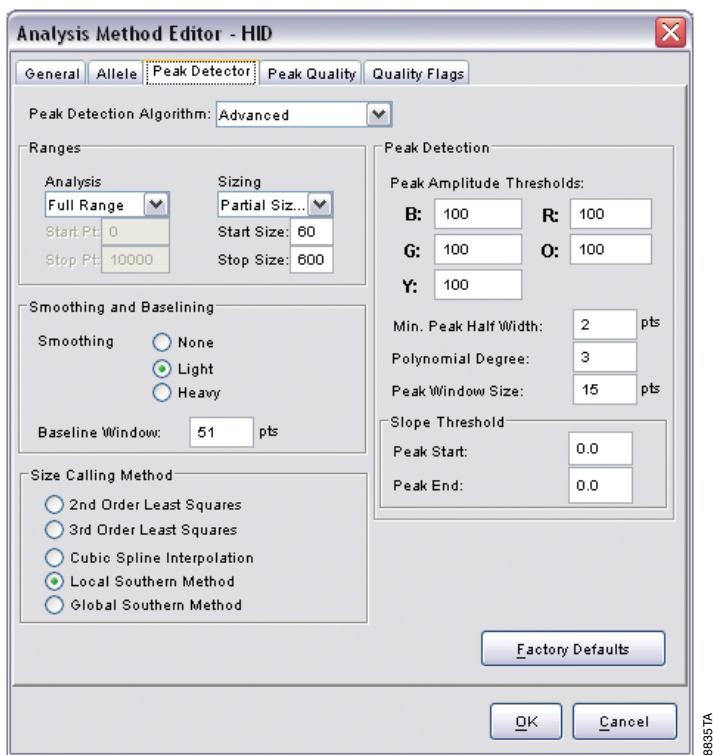 Analysis Method Editor - HID
General Allele Peak Detector Peak Quality Quality Flags
Peak Detection Algorithm: Advanced
Ranges
Analysis Sizing
Full Range Partial Siz...
Start Pt: 0 Start Size: 60
Stop Pt: 10000 Stop Size: 600
Smoothing and Baselining
Smoothing None
Light
Heavy
Baseline Window: 51 pts
Size Calling Method
2nd Order Least Squares
3rd Order Least Squares
Cubic Spline Interpolation
Local Southern Method
Global Southern Method
Peak Detection
Peak Amplitude Thresholds:
B: 100 R: 100
G: 100 O: 100
Y: 100
Min. Peak Half Width: 2 pts
Polynomial Degree: 3
Peak Window Size: 15 pts
Slope Threshold
Peak Start: 0.0
Peak End: 0.0
Factory Defaults
OK Cancel
8835 TA